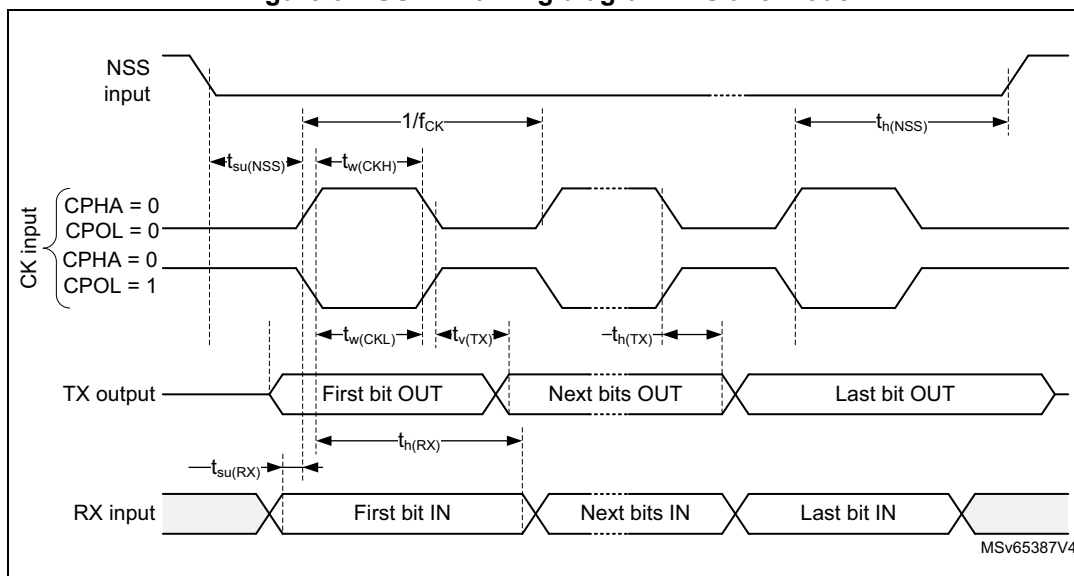 NSS
input
1/fCK
th(NSS)
tsu(NSS)
tw(CKH)
CK input
CPHA = 0
CPOL = 0
CPHA = 0
CPOL = 1
tw(CKL)
tv(TX)
th(TX)
TX output
First bit OUT
Next bits OUT
Last bit OUT
th(RX)
tsu(RX)
RX input
First bit IN
Next bits IN
Last bit IN
MSv65387V4